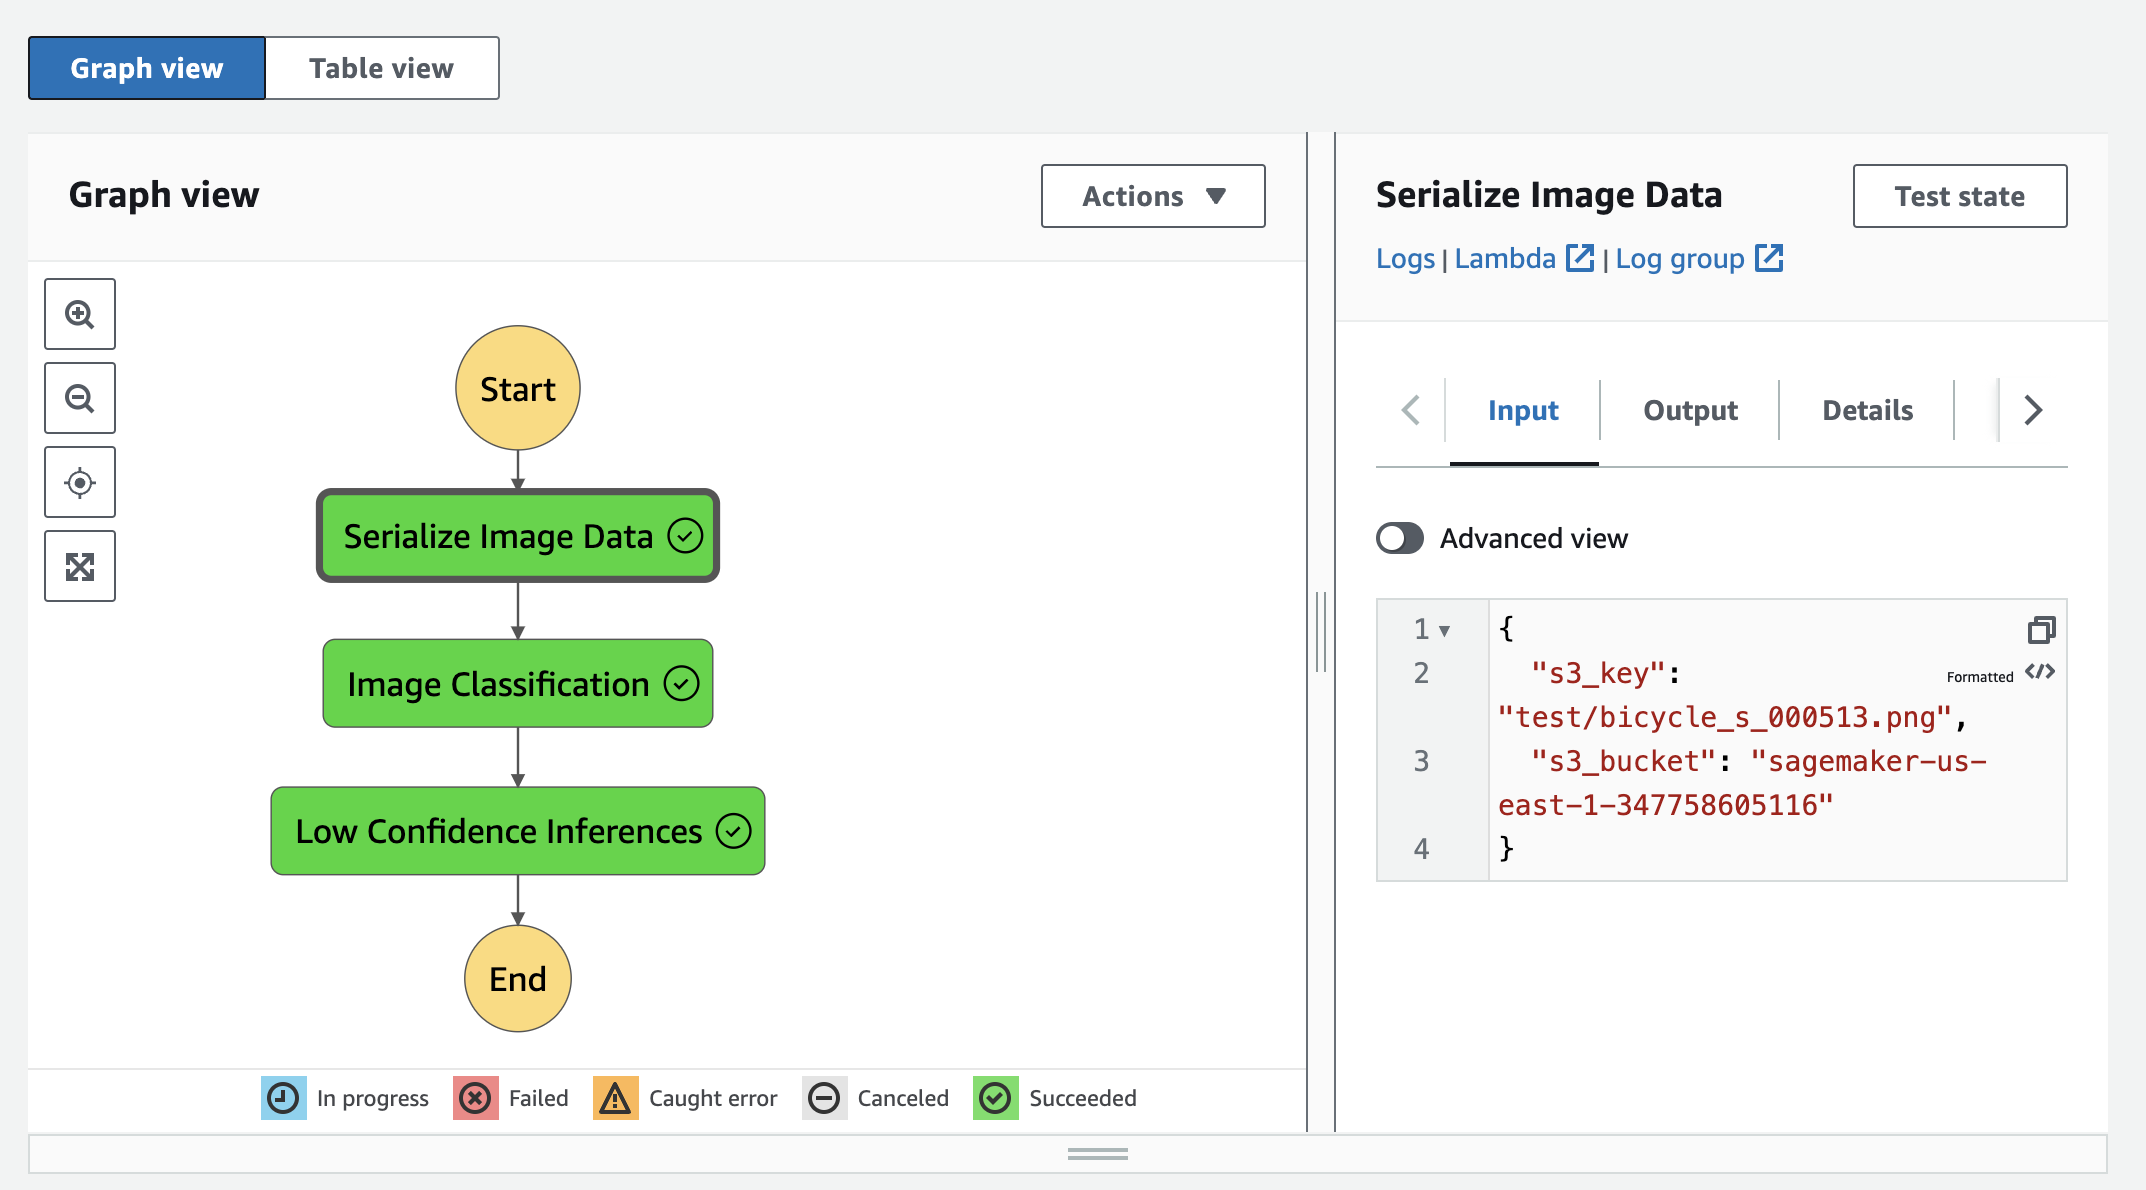 Graph view
Table view
Graph view
Actions
Start
Serialize Image Data
Image Classification
Low Confidence Inferences
End
In progress
Failed
Caught error
Canceled
Succeeded
Serialize Image Data
Test state
Logs | Lambda | Log group
Input
Output
Details
Advanced view
1 {
2 "s3_key":
Formatted
"test/bicycle_s_000513.png",
3 "s3_bucket": "sagemaker-us-
east-1-347758605116"
4 }